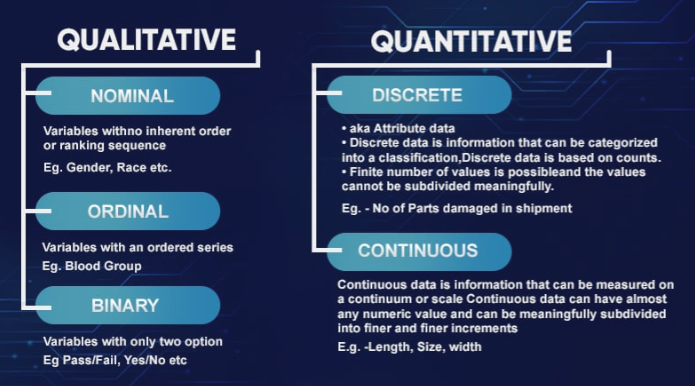 QUALITATIVE
NOMINAL
Variables withno inherent order
or ranking sequence
Eg. Gender, Race etc.
ORDINAL
Variables with an ordered series
Eg. Blood Group
BINARY
Variables with only two option
Eg Pass/Fail, Yes/No etc
QUANTITATIVE
DISCRETE
• aka Attribute data
• Discrete data is information that can be categorized
into a classification,Discrete data is based on counts.
• Finite number of values is possibleand the values
cannot be subdivided meaningfully.
Eg. - No of Parts damaged in shipment
CONTINUOUS
Continuous data is information that can be measured on
a continuum or scale Continuous data can have almost
any numeric value and can be meaningfully subdivided
into finer and finer increments
E.g. -Length, Size, width